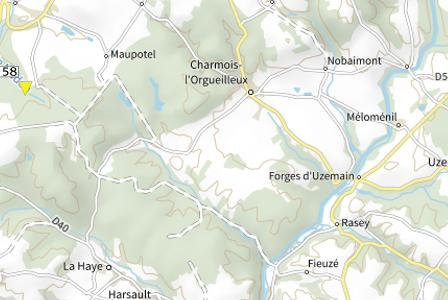 Maupotel
Charmois-
l'Orgueilleux
Nobaimont
58
D5
Méloménil
Uze
Forges d'Uzemain
D40
Rasey
La Haye
Fieuzé
Harsault